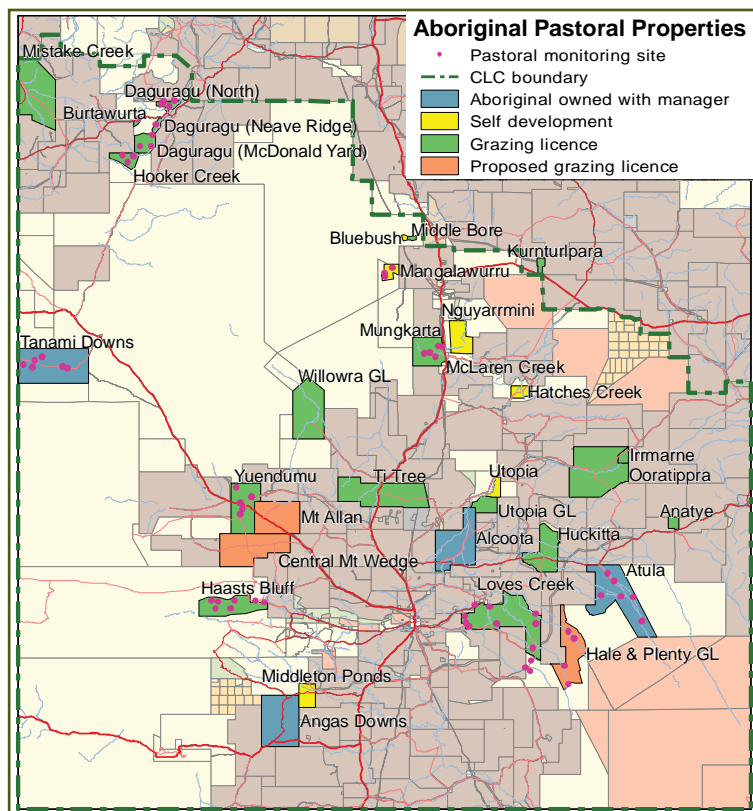 Aboriginal Pastoral Properties
Pastoral monitoring site
CLC boundary
Aboriginal owned with manager
Self development
Grazing licence
Proposed grazing licence
Mistake Creek
Daguragu (North)
Burtawurta
Daguragu (Neave Ridge)
Daguragu (McDonald Yard)
Hooker Creek
Middle Bore
Bluebush
Kurnturlpara
Mangalawurru
Nguyarrmini
Mungkarta
Tanami Downs
McLaren Creek
Willowra GL
Hatches Creek
Irrmarne
Ooratippra
Yuendumu
Ti Tree
Utopia
Utopia GL
Anatye
Mt Allan
Alcoota
Huckitta
Central Mt Wedge
Atula
Haasts Bluff
Loves Creek
Hale & Plenty GL
Middleton Ponds
Angas Downs